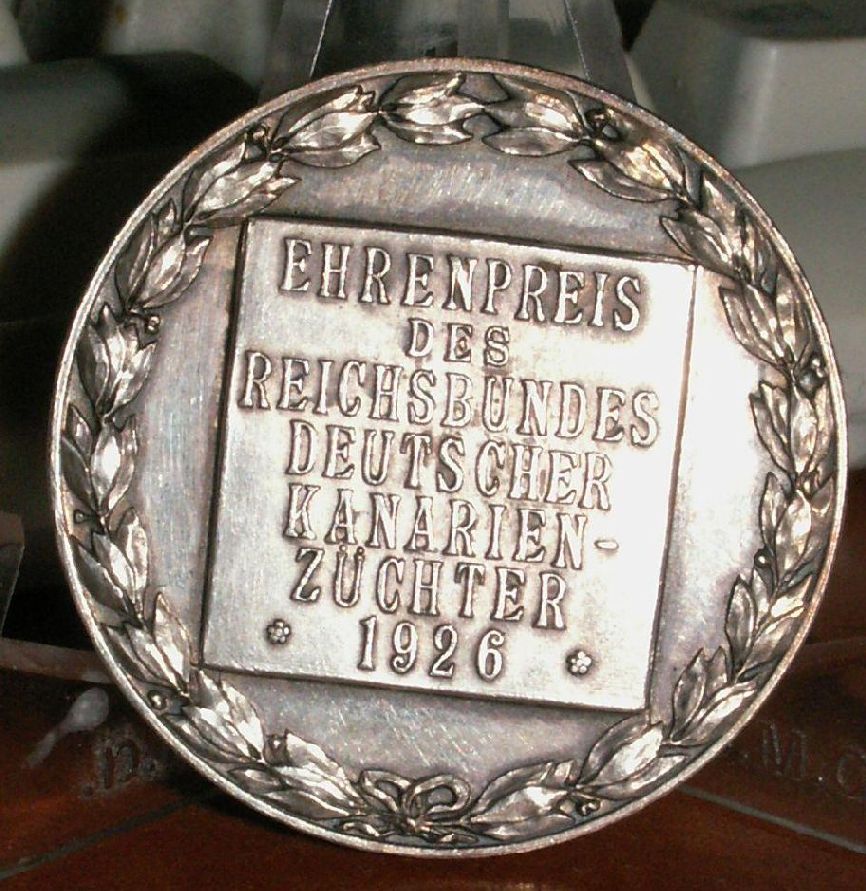 EHRENPREIS
DES
REICHSBUNDES
DEUTSCHER
KANARIEN-
ZÜCHTER
1926